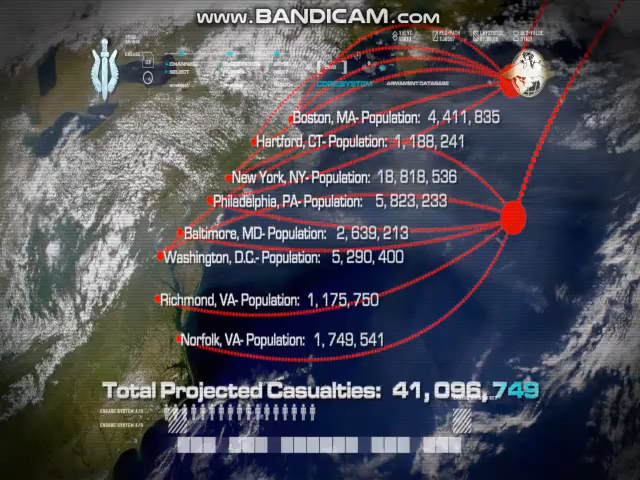 www.BANDICAM.com
CHANNEL
SELECT
CORESYSTEM
ARMAMENT DATABASE
Boston, MA- Population: 4,411,835
Hartford, CT- Population: 1,188,241
New York, NY- Population: 18,818,536
Philadelphia, PA- Population: 5,823,233
Baltimore, MD- Population: 2,639,213
Washington, D.C.- Population: 5,290,400
Richmond, VA- Population: 1,175,750
Norfolk, VA- Population: 1,749,541
Total Projected Casualties: 41,096,749